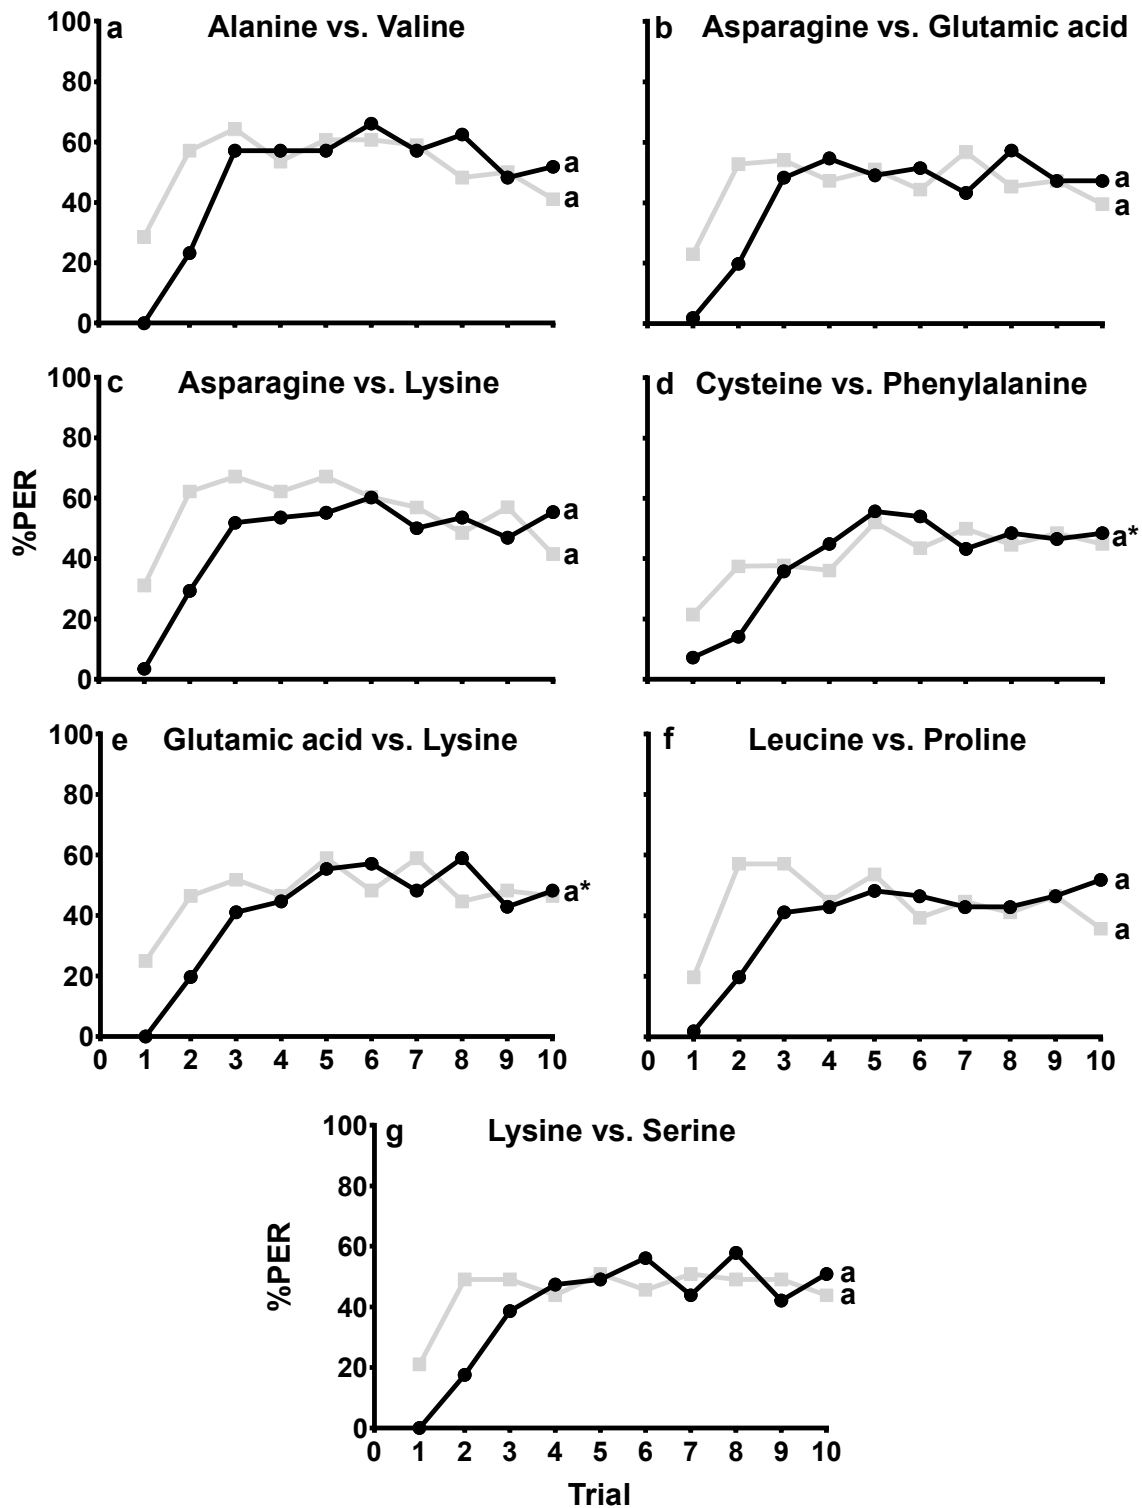 a Alanine vs. Valine
100
80
60
40
20
0
a
a
b Asparagine vs. Glutamic acid
a
a
c Asparagine vs. Lysine
100
80
60
40
20
0
%PER
a
a
d Cysteine vs. Phenylalanine
a*
e Glutamic acid vs. Lysine
100
80
60
40
20
0
a*
0 1 2 3 4 5 6 7 8 9 10
f Leucine vs. Proline
a
a
0 1 2 3 4 5 6 7 8 9 10
g Lysine vs. Serine
100
80
60
40
20
0
%PER
a
a
0 1 2 3 4 5 6 7 8 9 10
Trial